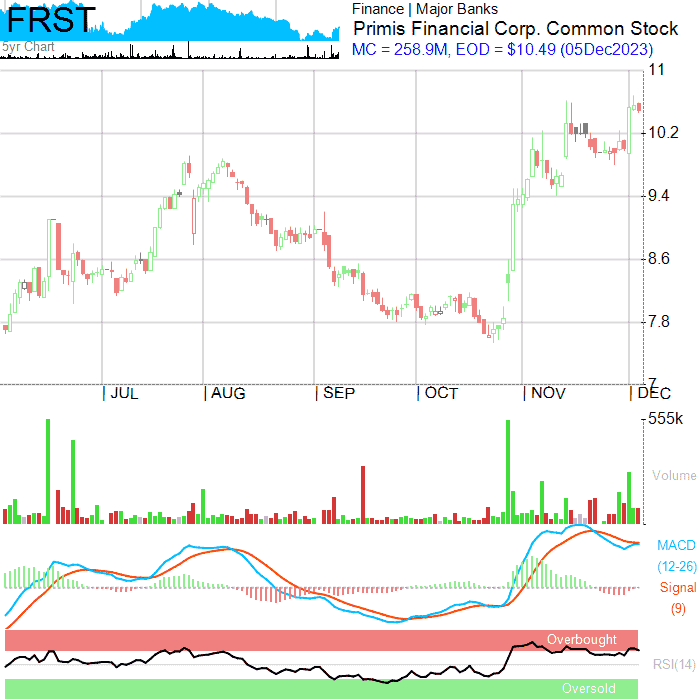 FRST
Finance | Major Banks
Primis Financial Corp. Common Stock
5yr Chart
MC = 258.9M, EOD = $10.49 (05Dec2023)
11
10.2
9.4
8.6
7.8
7
| JUL | AUG | SEP | OCT | NOV | DEC
555k
Volume
MACD
(12-26)
Signal
(9)
Overbought
RSI(14)
Oversold